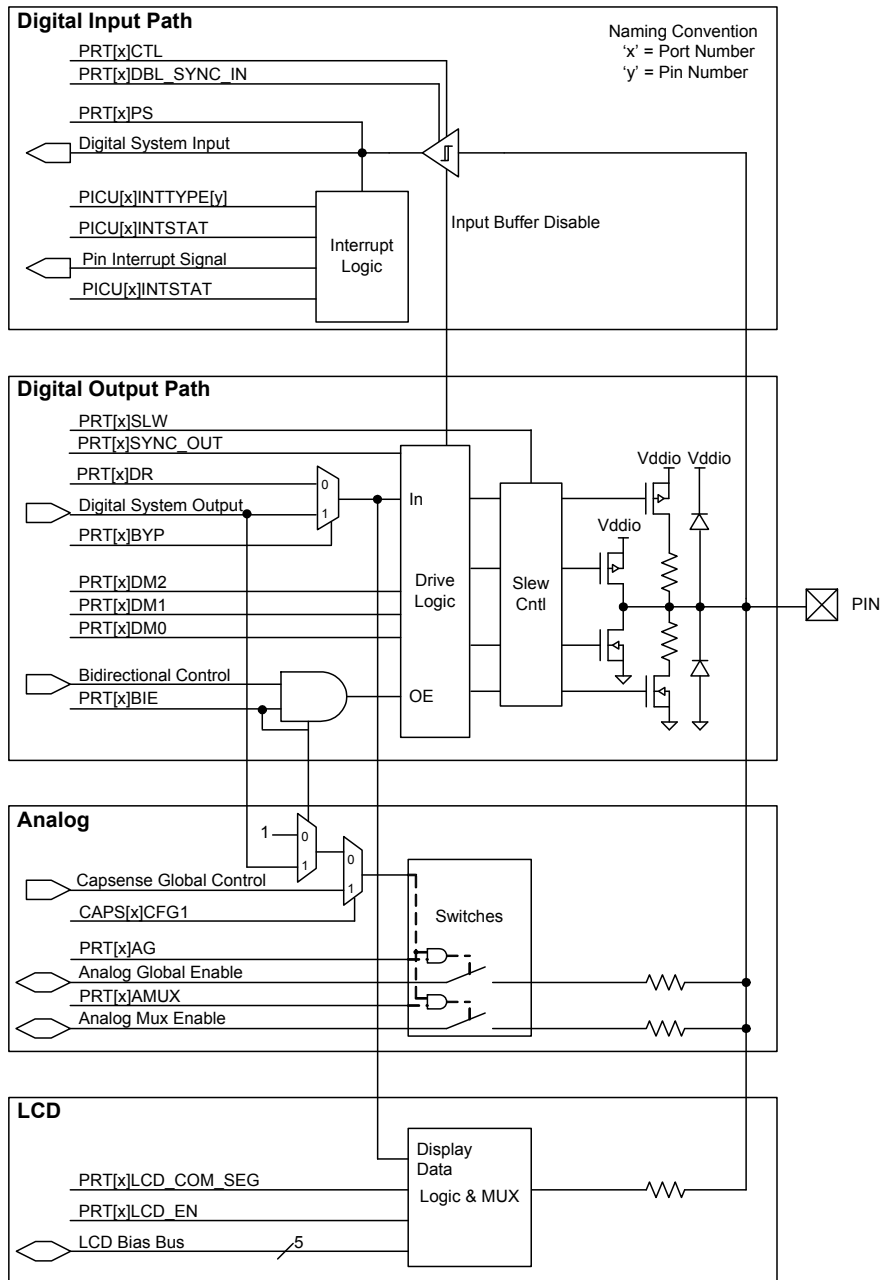 Digital Input Path
Naming Convention
'x' = Port Number
'y' = Pin Number
PRT[x]CTL
PRT[x]DBL_SYNC_IN
PRT[x]PS
Digital System Input
PICU[x]INTTYPE[y]
PICU[x]INTSTAT
Pin Interrupt Signal
PICU[x]INTSTAT
Interrupt
Logic
Input Buffer Disable
Digital Output Path
PRT[x]SLW
PRT[x]SYNC_OUT
PRT[x]DR
Digital System Output
PRT[x]BYP
0
1
PRT[x]DM2
PRT[x]DM1
PRT[x]DM0
Bidirectional Control
PRT[x]BIE
In
Drive
Logic
OE
Slew
Cntl
Vddio
Vddio
Vddio
PIN
Analog
1
0
1
0
1
Capsense Global Control
CAPS[x]CFG1
Switches
PRT[x]AG
Analog Global Enable
PRT[x]AMUX
Analog Mux Enable
LCD
Display
Data
Logic & MUX
PRT[x]LCD_COM_SEG
PRT[x]LCD_EN
LCD Bias Bus
5